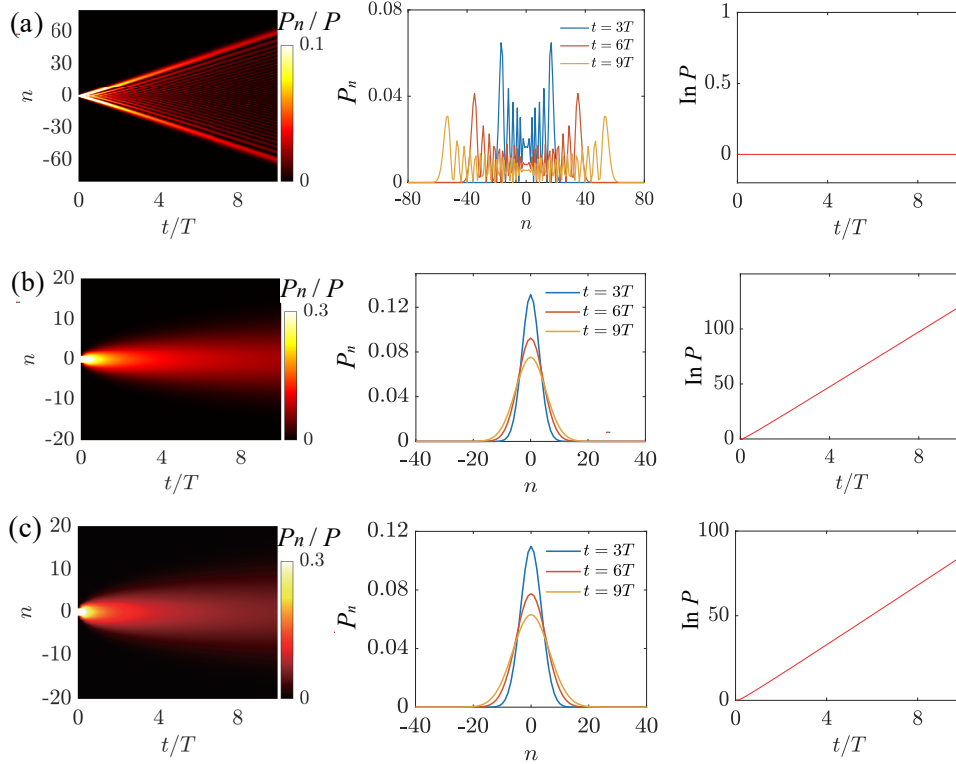 (a)
Pn / P
0.1
0
60
30
0
-30
-60
n
0 4 8
t/T
0.08
0.04
0
Pn
t = 3T
t = 6T
t = 9T
-80 -40 0 40 80
n
1
0.5
0
In P
0 4 8
t/T
(b)
Pn / P
0.3
0
20
10
0
-10
-20
n
0 4 8
t/T
0.12
0.08
0.04
0
Pn
t = 3T
t = 6T
t = 9T
-40 -20 0 20 40
n
100
50
0
In P
0 4 8
t/T
(c)
Pn / P
0.3
0
20
10
0
-10
-20
n
0 4 8
t/T
0.12
0.08
0.04
0
Pn
t = 3T
t = 6T
t = 9T
-40 -20 0 20 40
n
100
50
0
In P
0 4 8
t/T